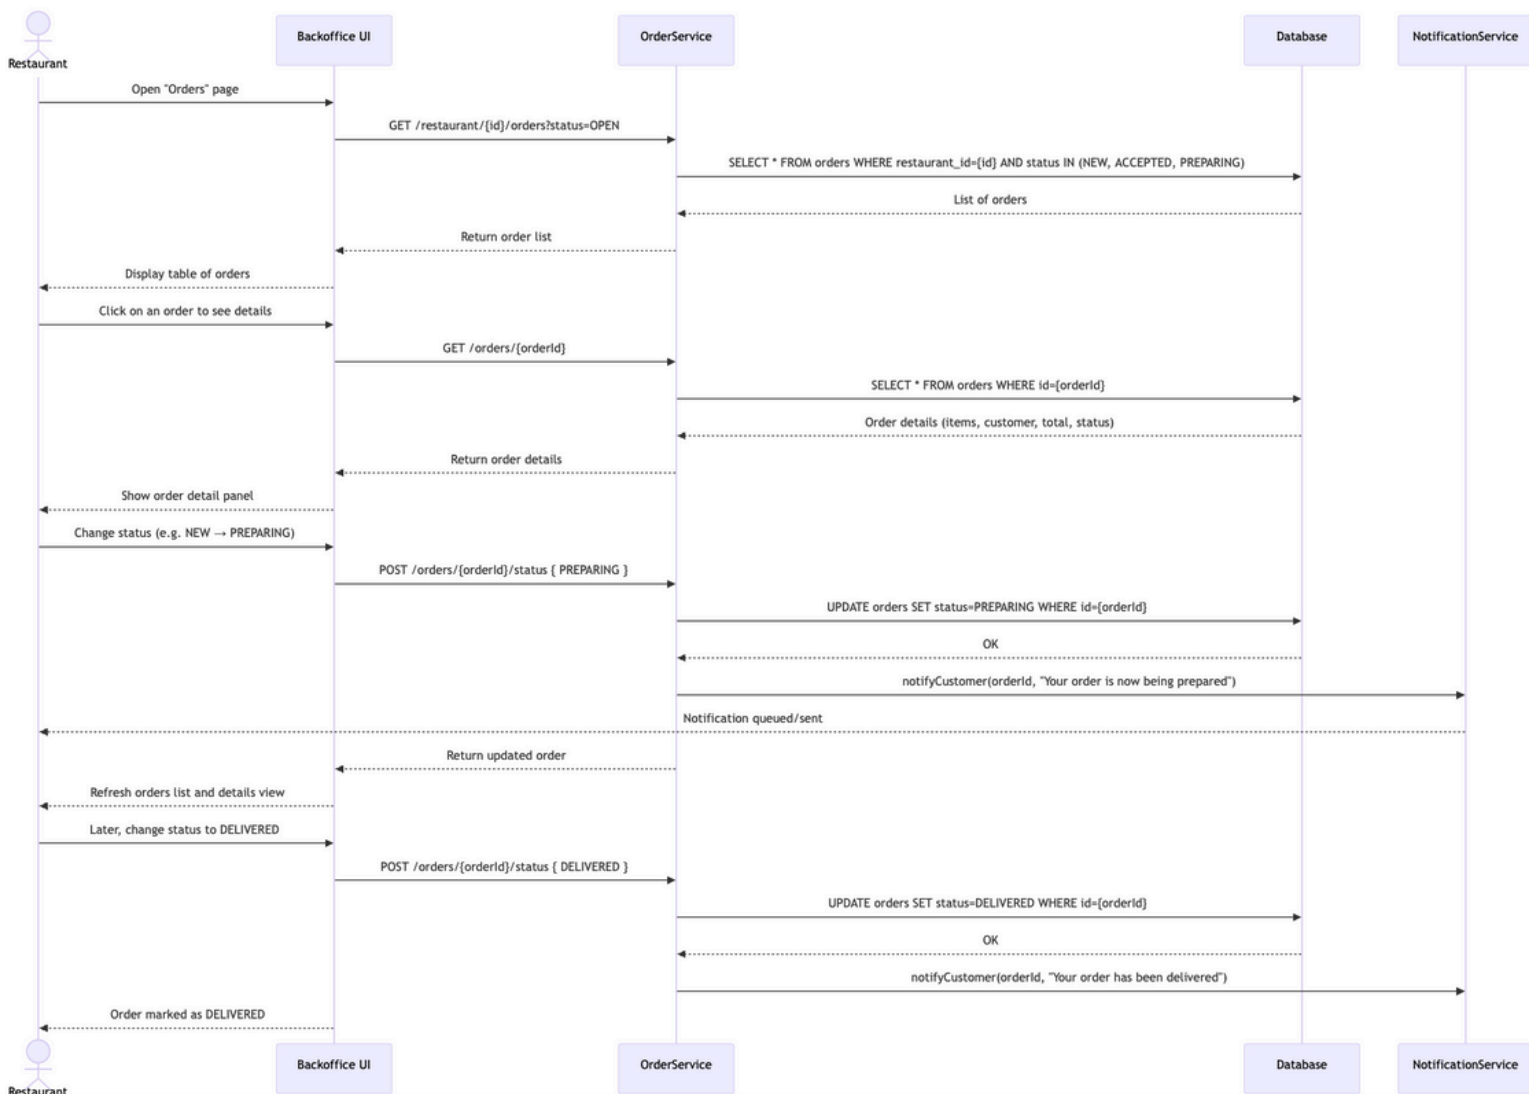 Restaurant
Backoffice UI
OrderService
Database
NotificationService
Open "Orders" page
GET /restaurant/{id}/orders?status=OPEN
SELECT * FROM orders WHERE restaurant_id={id} AND status IN (NEW, ACCEPTED, PREPARING)
List of orders
Return order list
Display table of orders
Click on an order to see details
GET /orders/{orderId}
SELECT * FROM orders WHERE id={orderId}
Order details (items, customer, total, status)
Return order details
Show order detail panel
Change status (e.g. NEW → PREPARING)
POST /orders/{orderId}/status { PREPARING }
UPDATE orders SET status=PREPARING WHERE id={orderId}
OK
notifyCustomer(orderId, "Your order is now being prepared")
Notification queued/sent
Return updated order
Refresh orders list and details view
Later, change status to DELIVERED
POST /orders/{orderId}/status { DELIVERED }
UPDATE orders SET status=DELIVERED WHERE id={orderId}
OK
notifyCustomer(orderId, "Your order has been delivered")
Order marked as DELIVERED
Backoffice UI
OrderService
Database
NotificationService
Restaurant